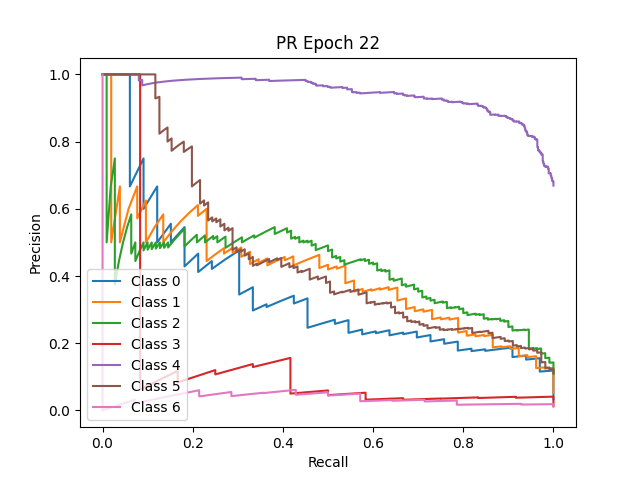 PR Epoch 22
Precision
1.0
0.8
0.6
0.4
0.2
0.0
Class 0
Class 1
Class 2
Class 3
Class 4
Class 5
Class 6
0.0 0.2 0.4 0.6 0.8 1.0
Recall